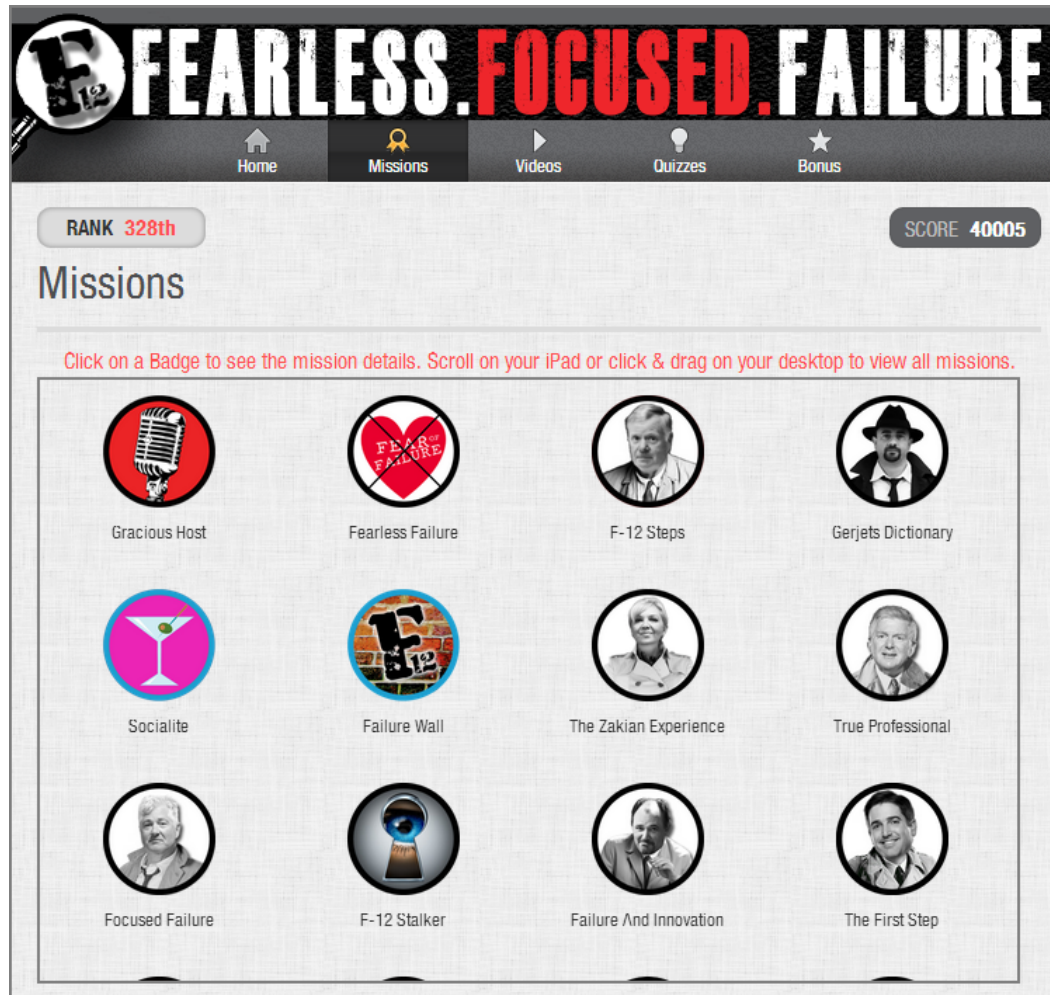 F12
FEARLESS.FOCUSED.FAILURE
Home Missions Videos Quizzes Bonus
RANK 328th
SCORE 40005
Missions
Click on a Badge to see the mission details. Scroll on your iPad or click & drag on your desktop to view all missions.
FEAR OF
FAILURE
Gracious Host Fearless Failure F-12 Steps Gerjets Dictionary
F12
Socialite Failure Wall The Zakian Experience True Professional
Focused Failure F-12 Stalker Failure And Innovation The First Step